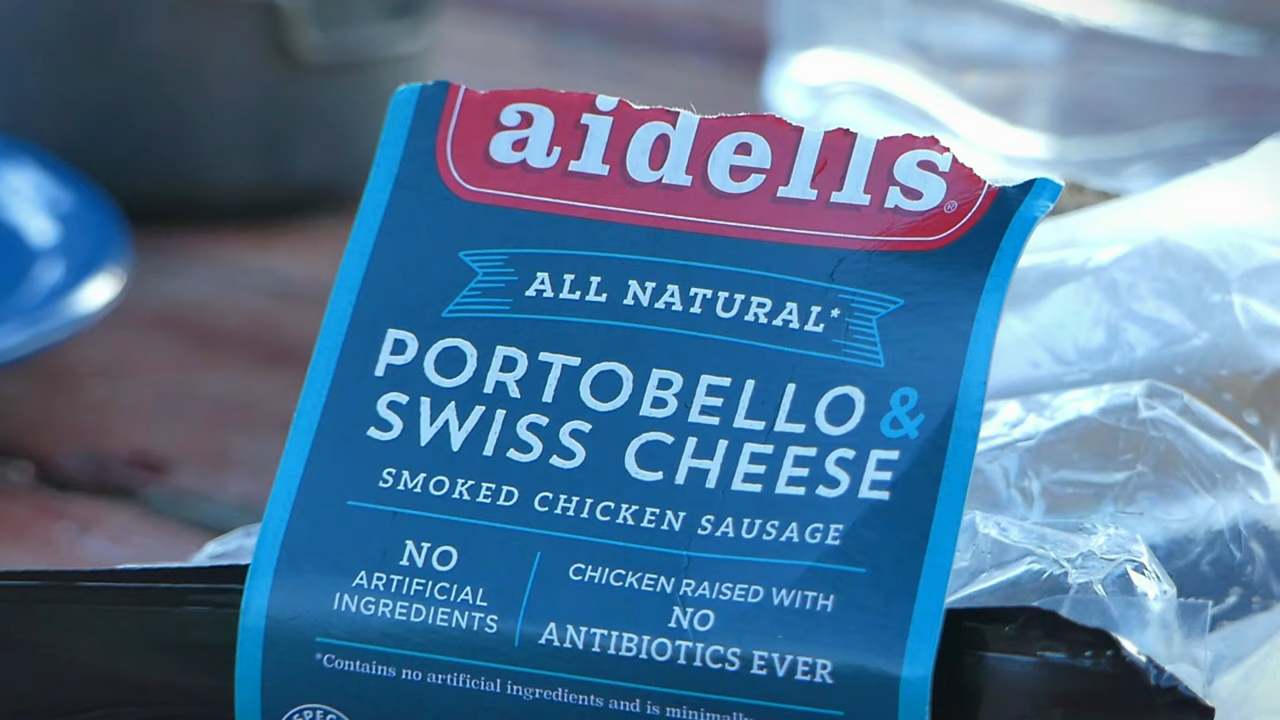 aidells®
ALL NATURAL*
PORTOBELLO &
SWISS CHEESE
SMOKED CHICKEN SAUSAGE
NO
ARTIFICIAL
INGREDIENTS
CHICKEN RAISED WITH
NO
ANTIBIOTICS EVER
*Contains no artificial ingredients and is